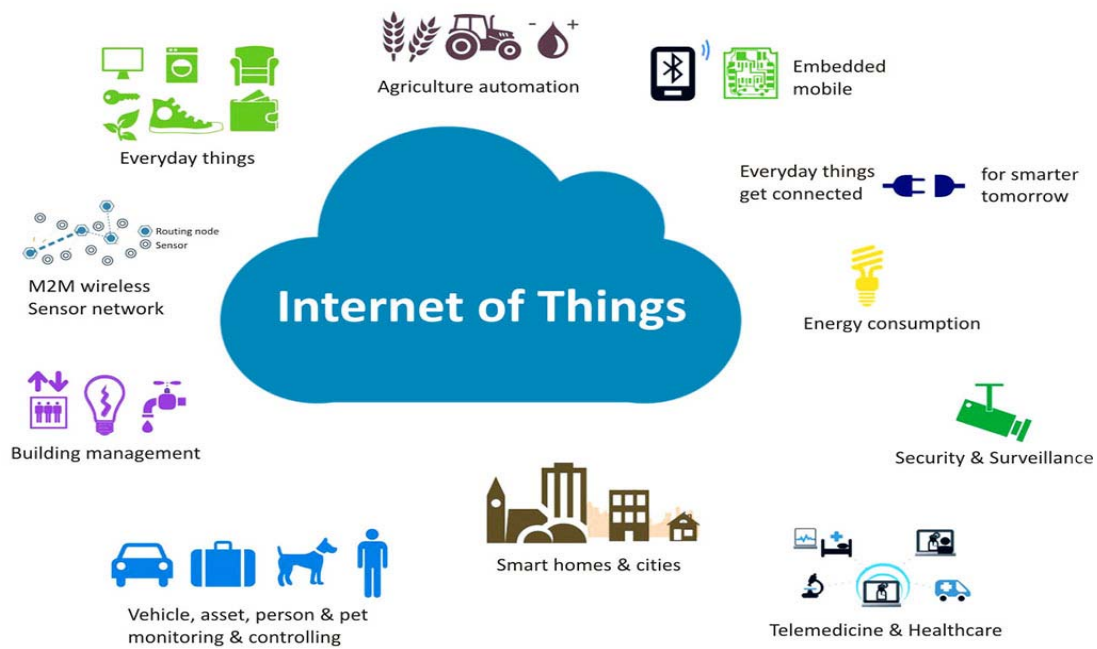 Agriculture automation
Embedded
mobile
Everyday things
Everyday things
get connected
for smarter
tomorrow
Routing node
Sensor
M2M wireless
Sensor network
Internet of Things
Energy consumption
Building management
Security & Surveillance
Smart homes & cities
Vehicle, asset, person & pet
monitoring & controlling
Telemedicine & Healthcare